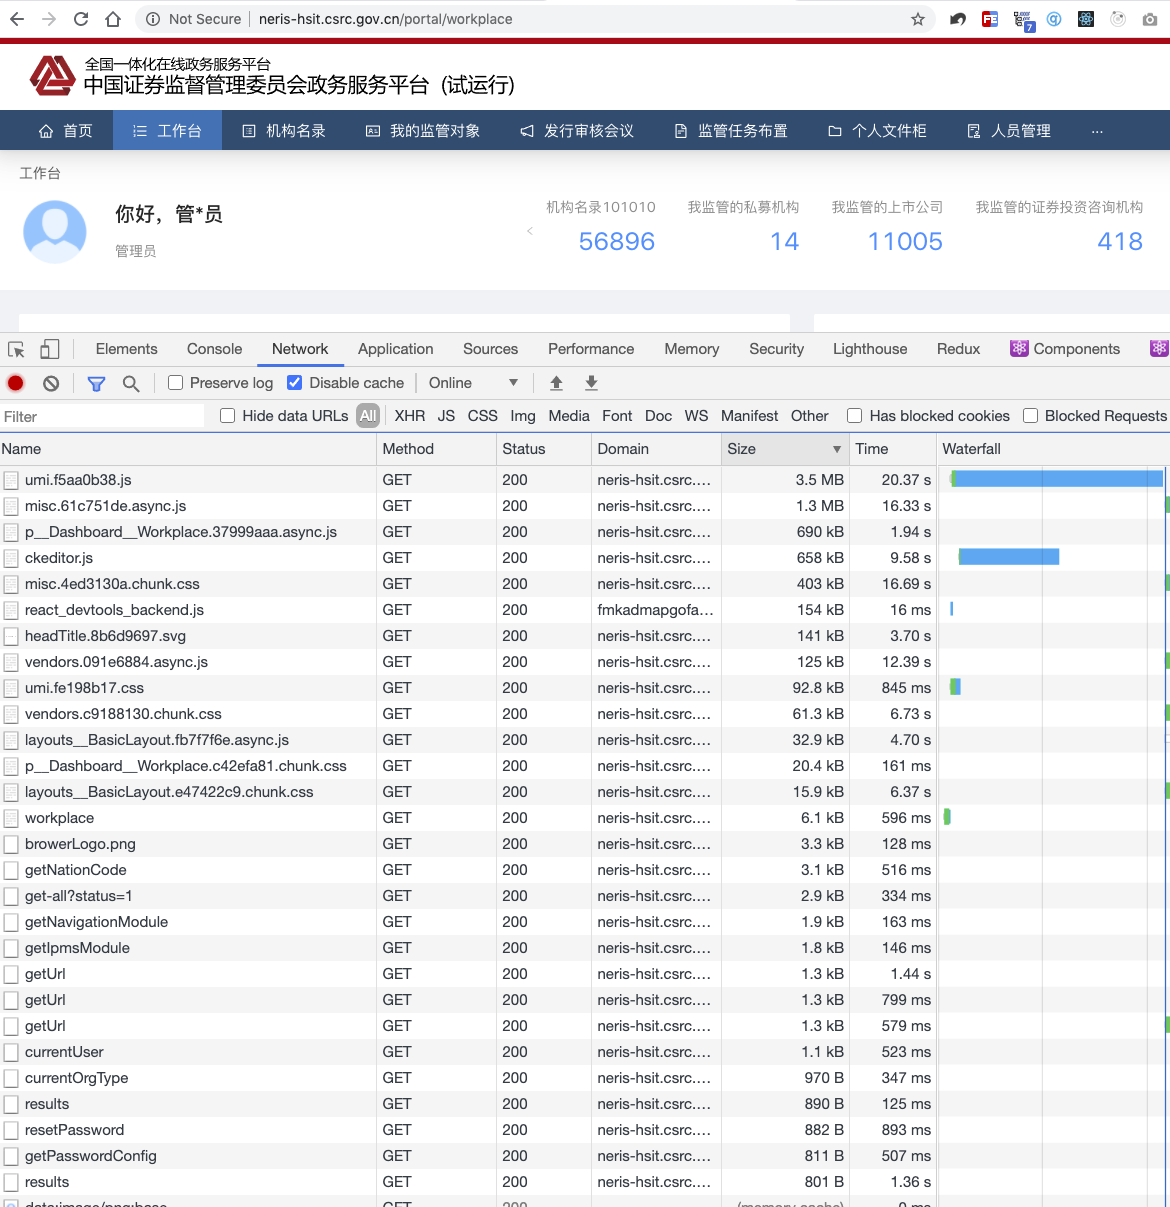 Not Secure neris-hsit.csrc.gov.cn/portal/workplace
FE 7
全国一体化在线政务服务平台
中国证券监督管理委员会政务服务平台（试运行）
首页 工作台 机构名录 我的监管对象 发行审核会议 监管任务布置 个人文件柜 人员管理 ...
工作台
你好，管*员
管理员
机构名录101010 我监管的私募机构 我监管的上市公司 我监管的证券投资咨询机构
56896 14 11005 418
Elements Console Network Application Sources Performance Memory Security Lighthouse Redux Components
Preserve log Disable cache Online
Filter Hide data URLs All XHR JS CSS Img Media Font Doc WS Manifest Other Has blocked cookies Blocked Requests
Name Method Status Domain Size Time Waterfall
umi.f5aa0b38.js GET 200 neris-hsit.csrc.… 3.5 MB 20.37 s
misc.61c751de.async.js GET 200 neris-hsit.csrc.… 1.3 MB 16.33 s
p__Dashboard__Workplace.37999aaa.async.js GET 200 neris-hsit.csrc.… 690 kB 1.94 s
ckeditor.js GET 200 neris-hsit.csrc.… 658 kB 9.58 s
misc.4ed3130a.chunk.css GET 200 neris-hsit.csrc.… 403 kB 16.69 s
react_devtools_backend.js GET 200 fmkadmapgofa… 154 kB 16 ms
headTitle.8b6d9697.svg GET 200 neris-hsit.csrc.… 141 kB 3.70 s
vendors.091e6884.async.js GET 200 neris-hsit.csrc.… 125 kB 12.39 s
umi.fe198b17.css GET 200 neris-hsit.csrc.… 92.8 kB 845 ms
vendors.c9188130.chunk.css GET 200 neris-hsit.csrc.… 61.3 kB 6.73 s
layouts__BasicLayout.fb7f7f6e.async.js GET 200 neris-hsit.csrc.… 32.9 kB 4.70 s
p__Dashboard__Workplace.c42efa81.chunk.css GET 200 neris-hsit.csrc.… 20.4 kB 161 ms
layouts__BasicLayout.e47422c9.chunk.css GET 200 neris-hsit.csrc.… 15.9 kB 6.37 s
workplace GET 200 neris-hsit.csrc.… 6.1 kB 596 ms
browerLogo.png GET 200 neris-hsit.csrc.… 3.3 kB 128 ms
getNationCode GET 200 neris-hsit.csrc.… 3.1 kB 516 ms
get-all?status=1 GET 200 neris-hsit.csrc.… 2.9 kB 334 ms
getNavigationModule GET 200 neris-hsit.csrc.… 1.9 kB 163 ms
getIpmsModule GET 200 neris-hsit.csrc.… 1.8 kB 146 ms
getUrl GET 200 neris-hsit.csrc.… 1.3 kB 1.44 s
getUrl GET 200 neris-hsit.csrc.… 1.3 kB 799 ms
getUrl GET 200 neris-hsit.csrc.… 1.3 kB 579 ms
currentUser GET 200 neris-hsit.csrc.… 1.1 kB 523 ms
currentOrgType GET 200 neris-hsit.csrc.… 970 B 347 ms
results GET 200 neris-hsit.csrc.… 890 B 125 ms
resetPassword GET 200 neris-hsit.csrc.… 882 B 893 ms
getPasswordConfig GET 200 neris-hsit.csrc.… 811 B 507 ms
results GET 200 neris-hsit.csrc.… 801 B 1.36 s
data:image/png;base… GET 200 (memory cache) 0 ms